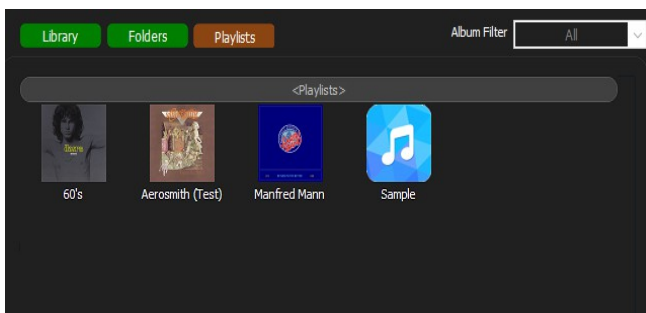 Library Folders Playlists Album Filter All
<Playlists>
60's Aerosmith (Test) Manfred Mann Sample